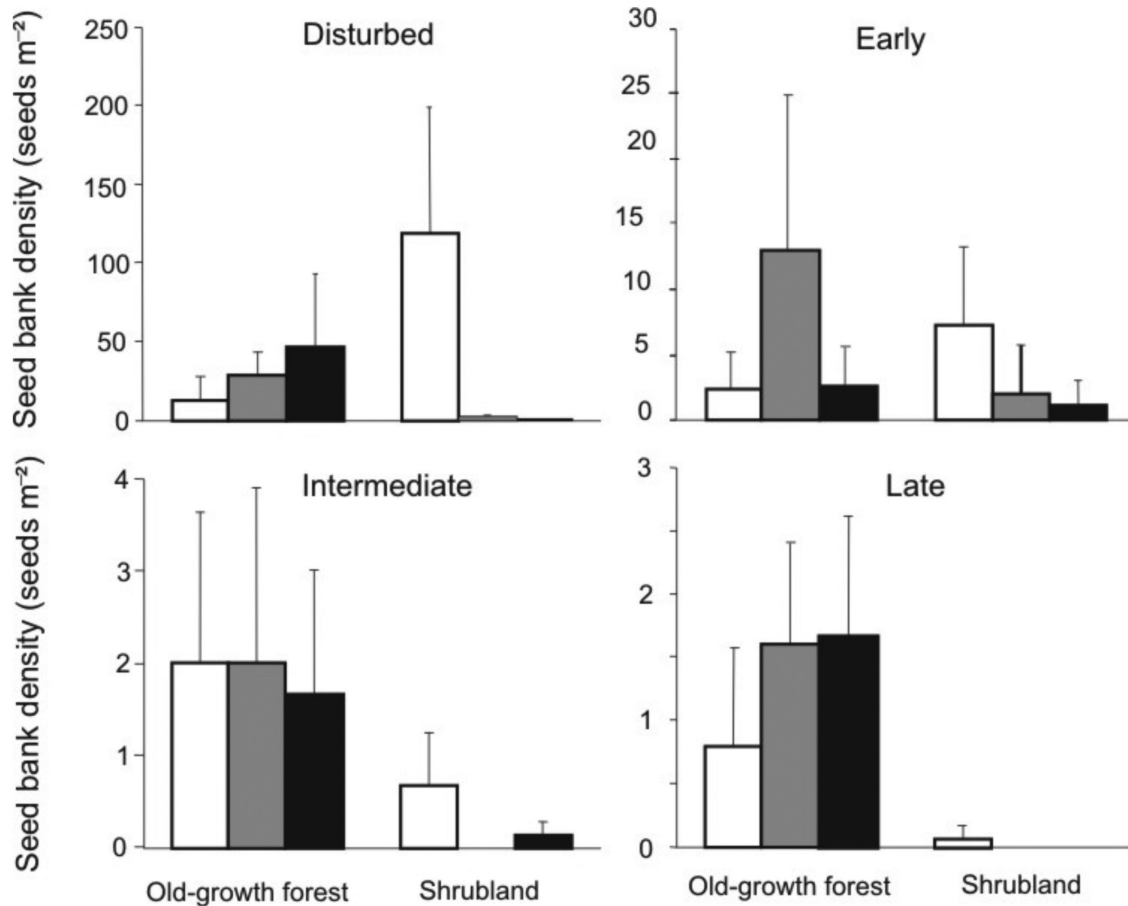 Disturbed
Seed bank density (seeds m⁻²)
250
200
150
100
50
0
Early
30
25
20
15
10
5
0
Intermediate
Seed bank density (seeds m⁻²)
4
3
2
1
0
Old-growth forest Shrubland
Late
3
2
1
0
Old-growth forest Shrubland